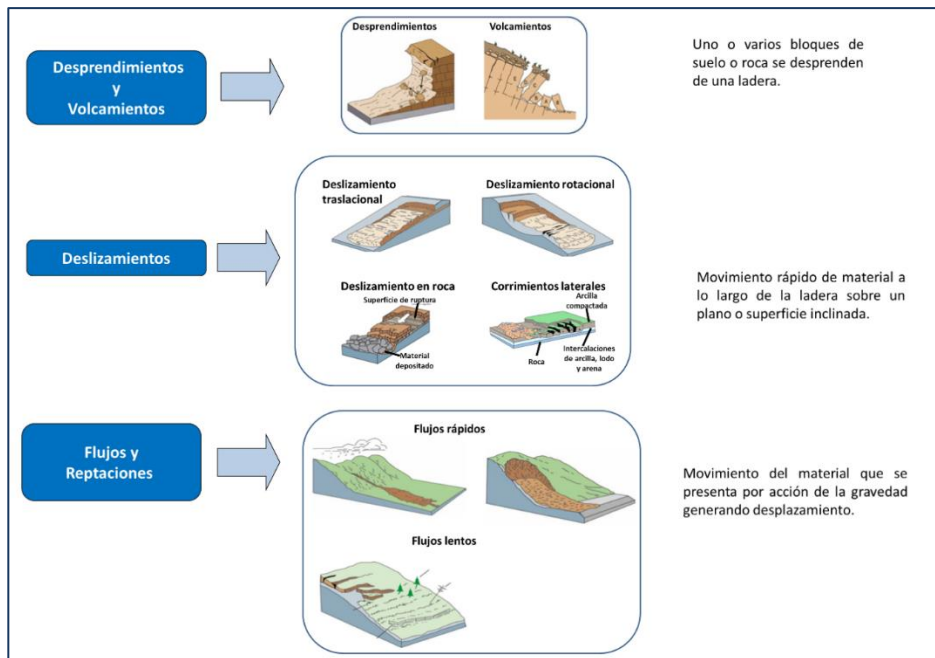 Desprendimientos
y
Volcamientos
Desprendimientos
Volcamientos
Uno o varios bloques de
suelo o roca se desprenden
de una ladera.
Deslizamientos
Deslizamiento
traslacional
Deslizamiento rotacional
Deslizamiento en roca
Superficie de ruptura
Material
depositado
Corrimientos laterales
Arcilla
compactada
Roca
Intercalaciones
de arcilla, lodo
y arena
Movimiento rápido de material a
lo largo de la ladera sobre un
plano o superficie inclinada.
Flujos y
Reptaciones
Flujos rápidos
Flujos lentos
Movimiento del material que se
presenta por acción de la gravedad
generando desplazamiento.